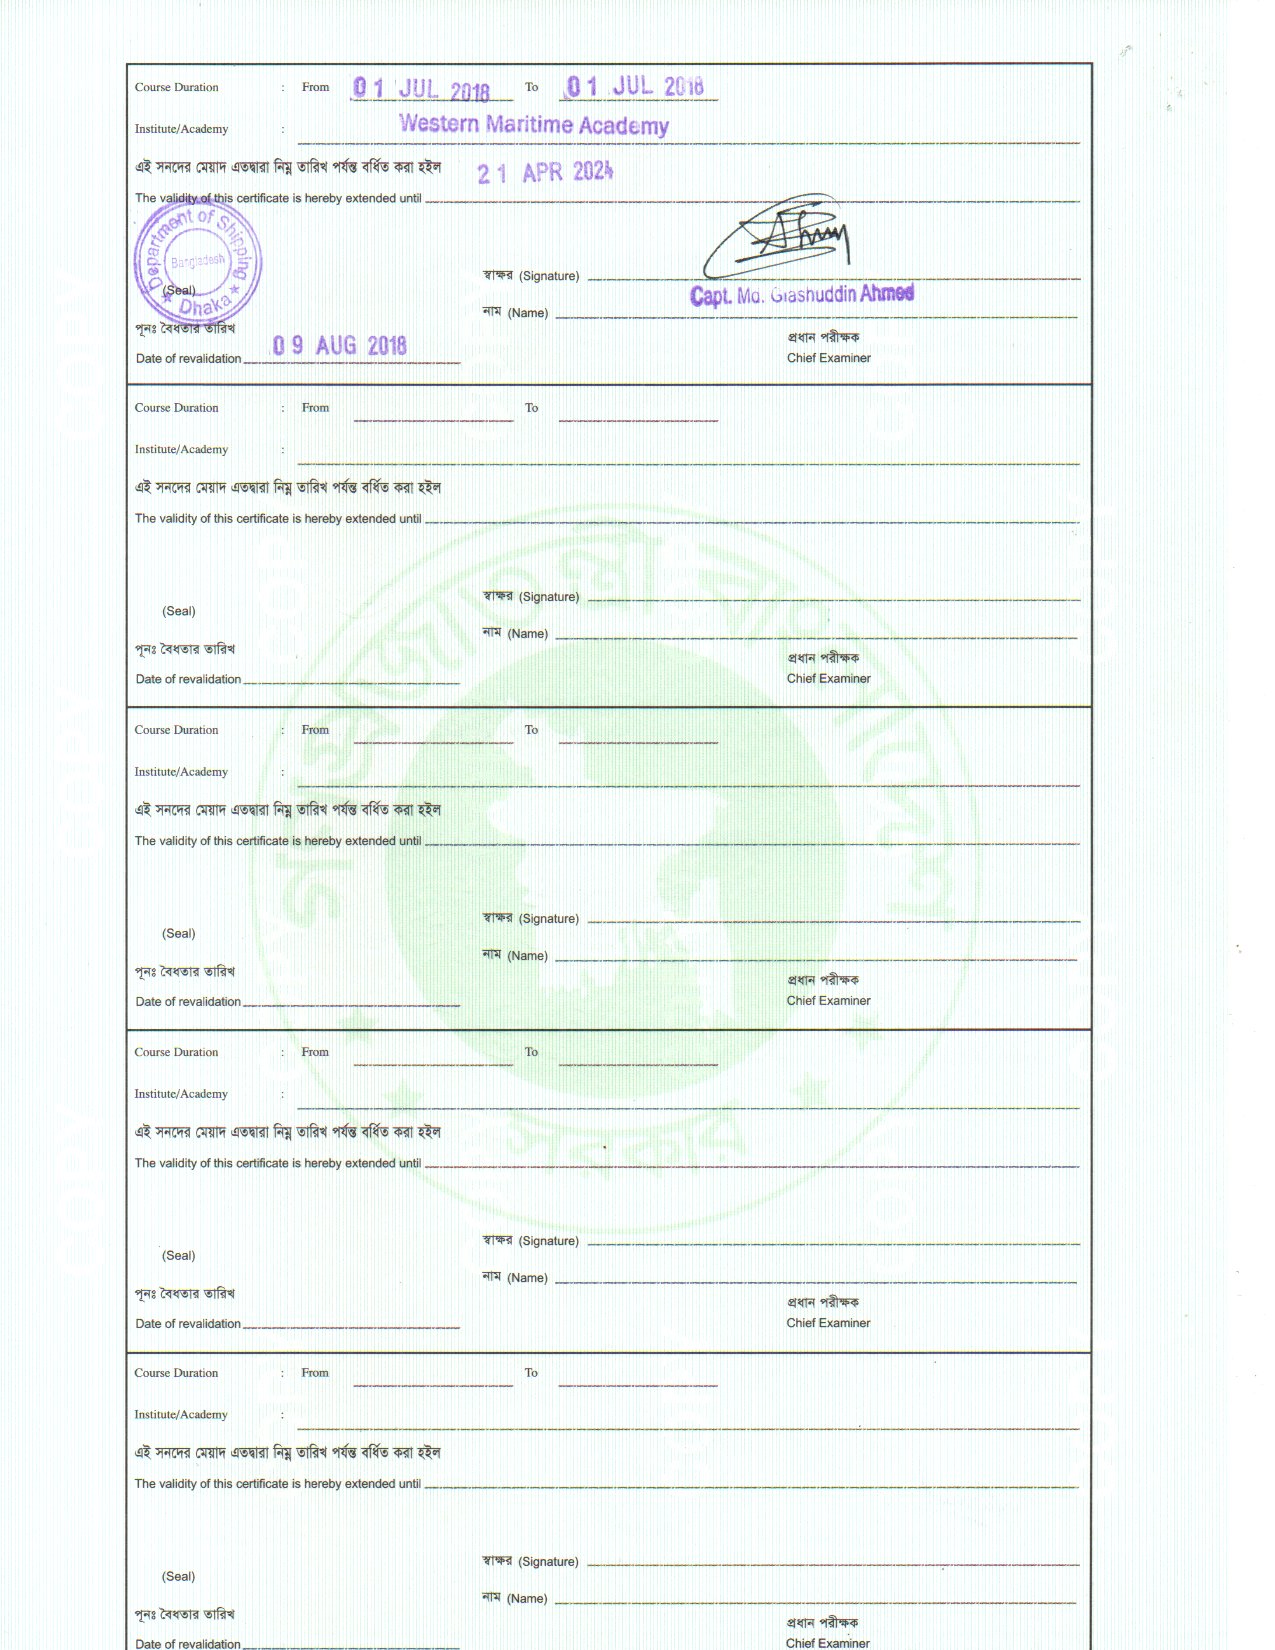 Course Duration : From 01 JUL 2018 To 01 JUL 2018
Institute/Academy : Western Maritime Academy
এই সনদের মেয়াদ এতদ্বারা নিম্ন তারিখ পর্যন্ত বর্ধিত করা হইল
21 APR 2024
The validity of this certificate is hereby extended until
Department of Shipping
Bangladesh
Dhaka
(Seal)
স্বাক্ষর (Signature)
Capt. Md. Giashuddin Ahmed
নাম (Name)
পূনঃ বৈধতার তারিখ
প্রধান পরীক্ষক
Date of revalidation 09 AUG 2018
Chief Examiner
Course Duration : From To
Institute/Academy :
এই সনদের মেয়াদ এতদ্বারা নিম্ন তারিখ পর্যন্ত বর্ধিত করা হইল
The validity of this certificate is hereby extended until
স্বাক্ষর (Signature)
(Seal)
নাম (Name)
পূনঃ বৈধতার তারিখ
প্রধান পরীক্ষক
Date of revalidation
Chief Examiner
Course Duration : From To
Institute/Academy :
এই সনদের মেয়াদ এতদ্বারা নিম্ন তারিখ পর্যন্ত বর্ধিত করা হইল
The validity of this certificate is hereby extended until
স্বাক্ষর (Signature)
(Seal)
নাম (Name)
পূনঃ বৈধতার তারিখ
প্রধান পরীক্ষক
Date of revalidation
Chief Examiner
Course Duration : From To
Institute/Academy :
এই সনদের মেয়াদ এতদ্বারা নিম্ন তারিখ পর্যন্ত বর্ধিত করা হইল
The validity of this certificate is hereby extended until
স্বাক্ষর (Signature)
(Seal)
নাম (Name)
পূনঃ বৈধতার তারিখ
প্রধান পরীক্ষক
Date of revalidation
Chief Examiner
Course Duration : From To
Institute/Academy :
এই সনদের মেয়াদ এতদ্বারা নিম্ন তারিখ পর্যন্ত বর্ধিত করা হইল
The validity of this certificate is hereby extended until
স্বাক্ষর (Signature)
(Seal)
নাম (Name)
পূনঃ বৈধতার তারিখ
প্রধান পরীক্ষক
Date of revalidation
Chief Examiner
গণপ্রজাতন্ত্রী বাংলাদেশ
সরকার